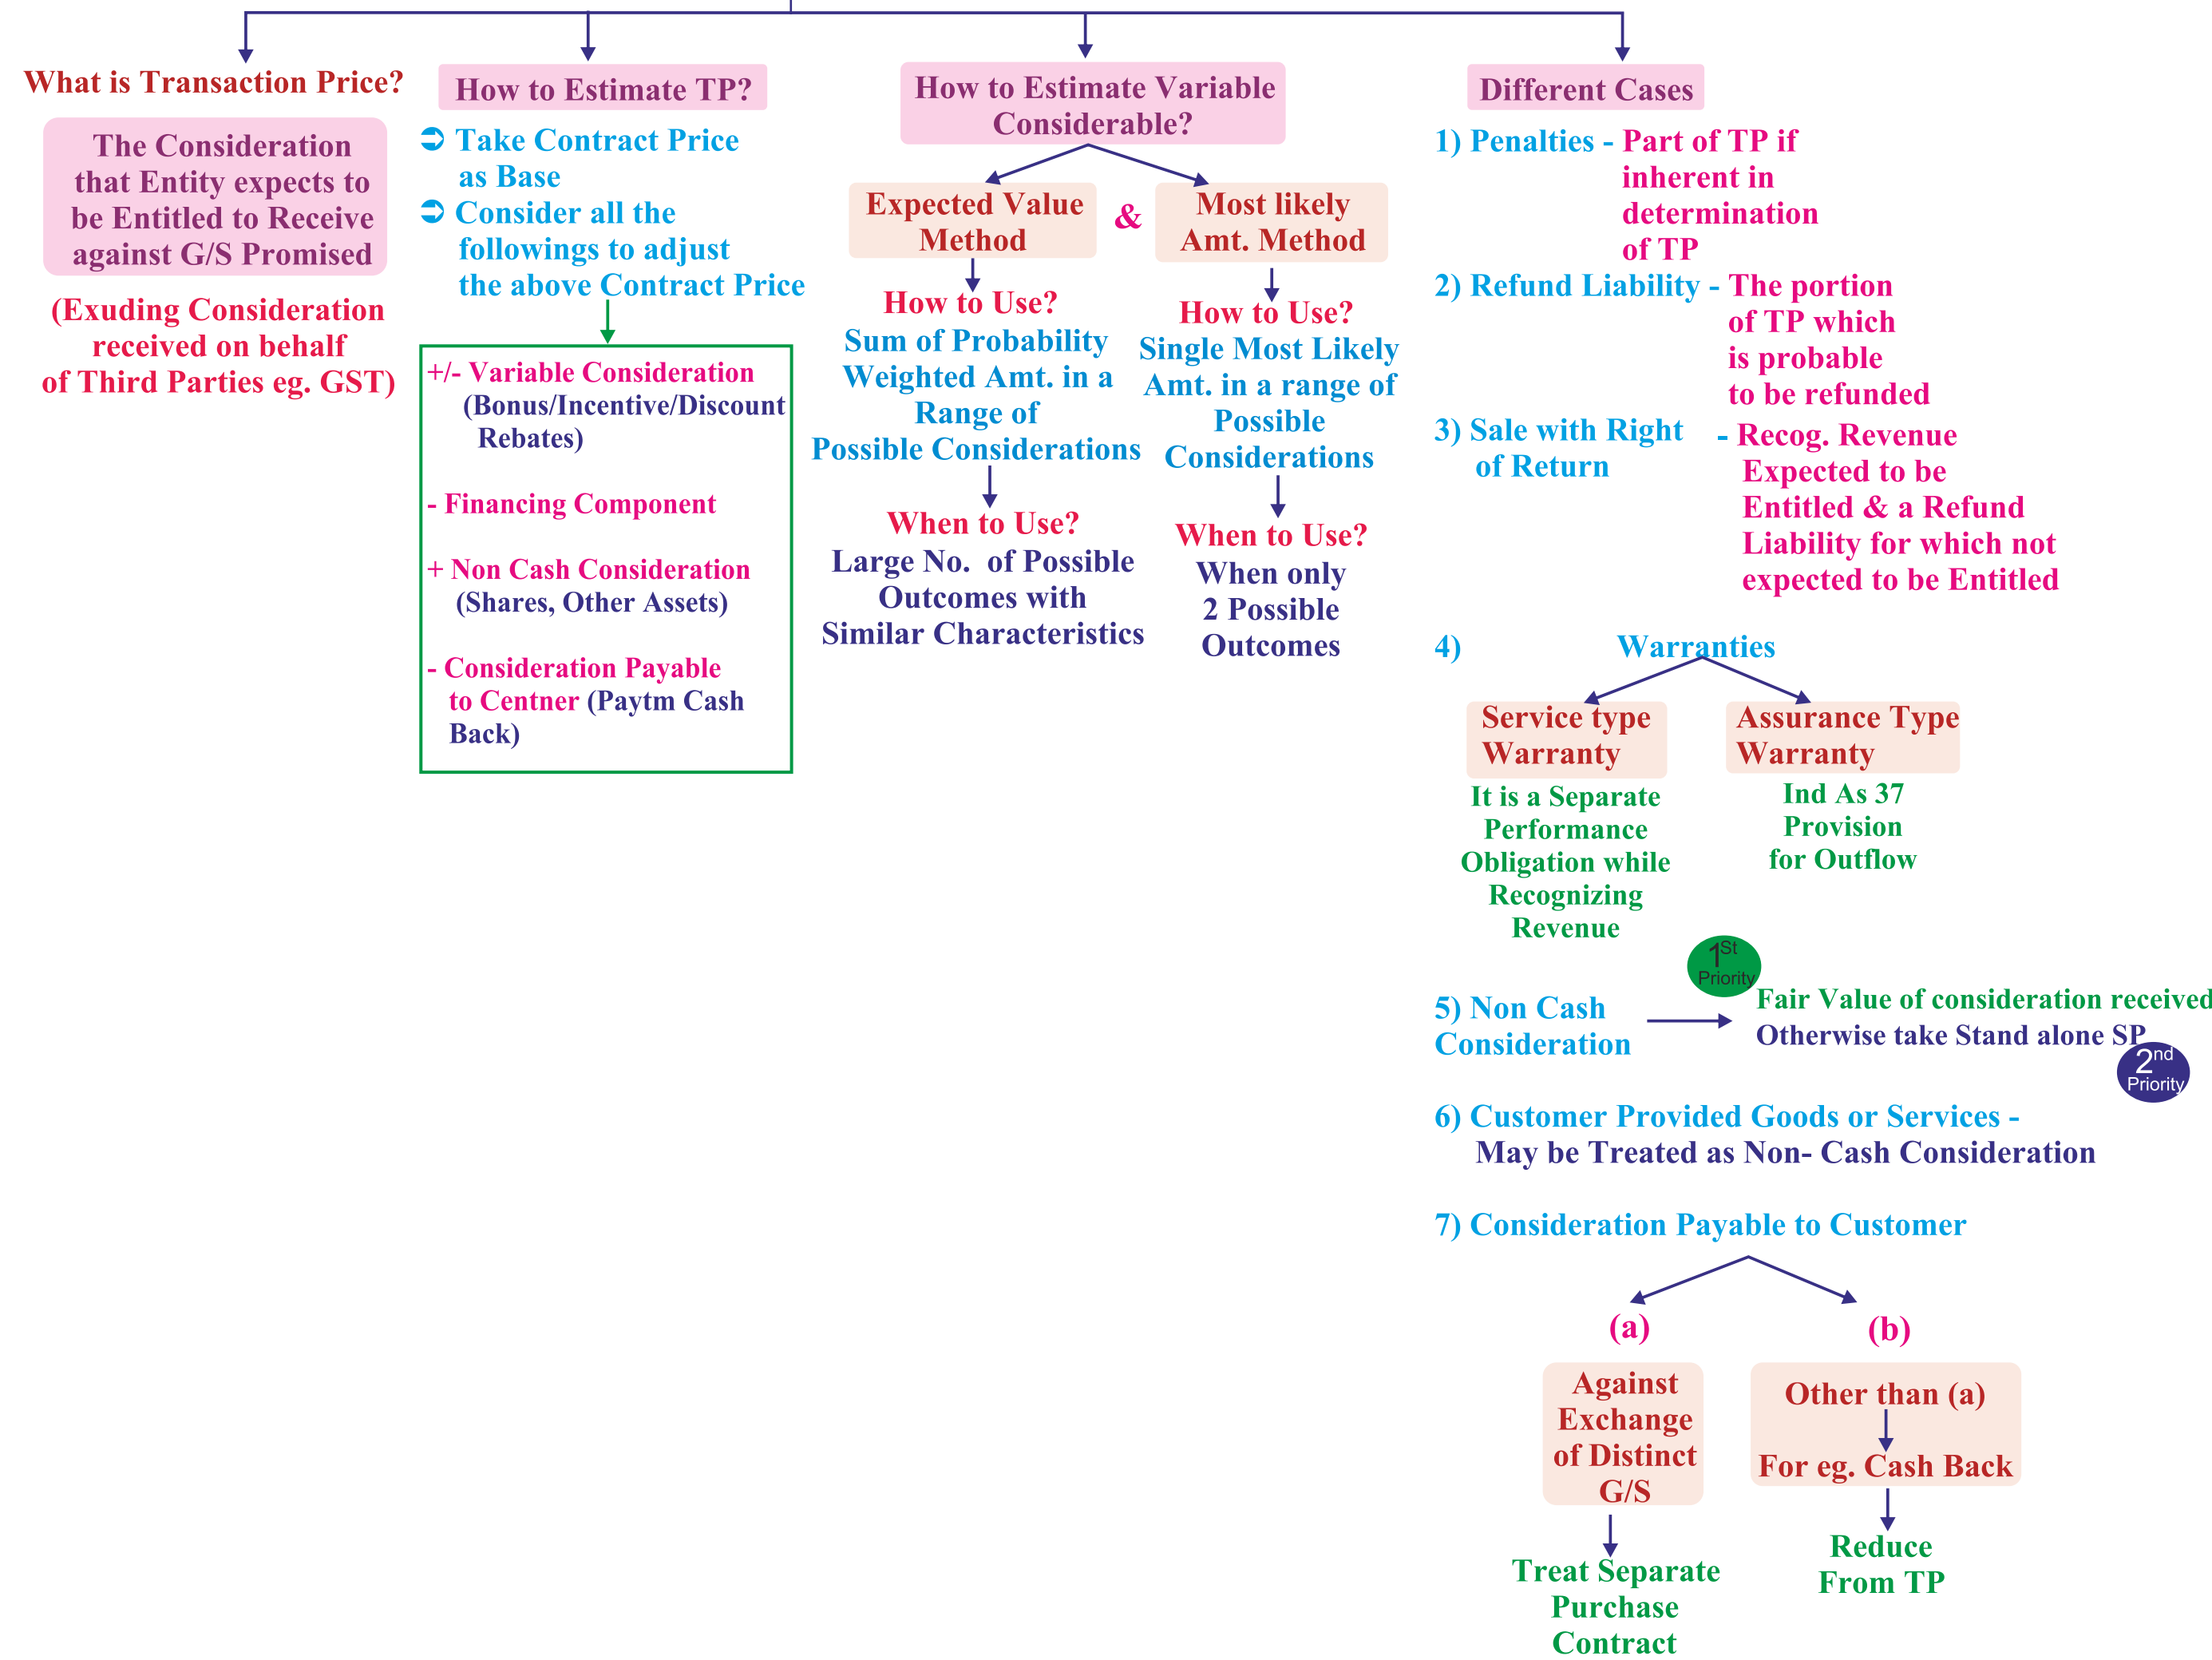 What is Transaction Price?
The Consideration
that Entity expects to
be Entitled to Receive
against G/S Promised
(Exuding Consideration
received on behalf
of Third Parties eg. GST)
How to Estimate TP?
Take Contract Price
as Base
Consider all the
followings to adjust
the above Contract Price
+/- Variable Consideration
(Bonus/Incentive/Discount
Rebates)
- Financing Component
+ Non Cash Consideration
(Shares, Other Assets)
- Consideration Payable
to Centner (Paytm Cash
Back)
How to Estimate Variable
Considerable?
Expected Value
Method
How to Use?
Sum of Probability
Weighted Amt. in a
Range of
Possible Considerations
When to Use?
Large No. of Possible
Outcomes with
Similar Characteristics
&
Most likely
Amt. Method
How to Use?
Single Most Likely
Amt. in a range of
Possible
Considerations
When to Use?
When only
2 Possible
Outcomes
Different Cases
1) Penalties - Part of TP if
inherent in
determination
of TP
2) Refund Liability - The portion
of TP which
is probable
to be refunded
3) Sale with Right
of Return
- Recog. Revenue
Expected to be
Entitled & a Refund
Liability for which not
expected to be Entitled
4) Warranties
Service type
Warranty
It is a Separate
Performance
Obligation while
Recognizing
Revenue
Assurance Type
Warranty
Ind As 37
Provision
for Outflow
5) Non Cash
Consideration
1St
Priority
Fair Value of consideration received
Otherwise take Stand alone SP
2nd
Priority
6) Customer Provided Goods or Services -
May be Treated as Non- Cash Consideration
7) Consideration Payable to Customer
(a)
Against
Exchange
of Distinct
G/S
Treat Separate
Purchase
Contract
(b)
Other than (a)
For eg. Cash Back
Reduce
From TP